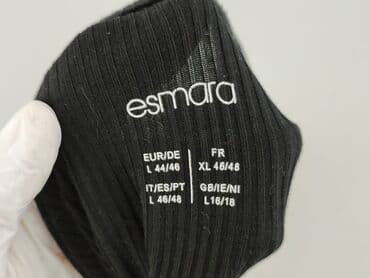 esmara
EUR/DE FR
L 44/46 XL 46/48
IT/ES/PT GB/IE/NI
L 46/48 L16/18